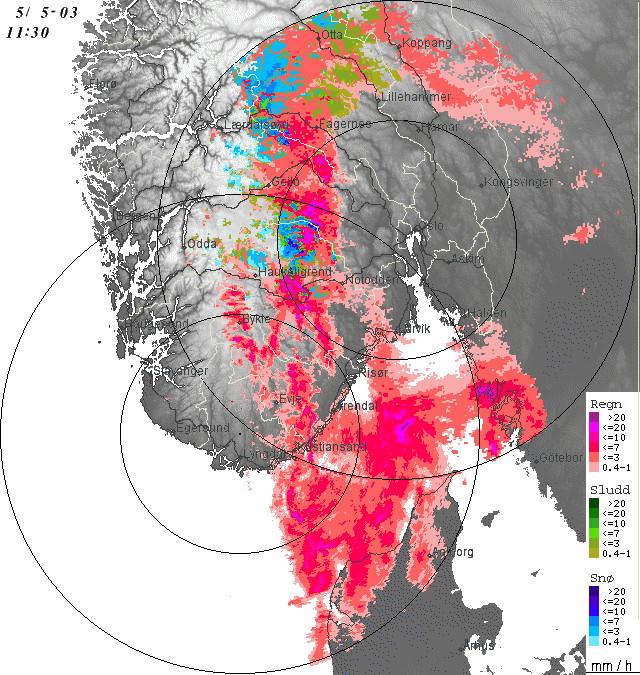 5/ 5-03
11:30
Otta
Koppang
Florø
Lillehammer
Lærdalsøyri
Fagernes
Hamar
Geilo
Kongsvinger
Bergen
Oslo
Odda
Askim
Haukeligrend
Notodden
Halden
Bykle
Larvik
Stavanger
Risør
Evje
Arendal
Egersund
Kristiansand
Götebor
Aalborg
Århus
Regn
>20
<=20
<=10
<=7
<=3
0.4-1
Sludd
>20
<=20
<=10
<=7
<=3
0.4-1
Snø
>20
<=20
<=10
<=7
<=3
0.4-1
mm/h